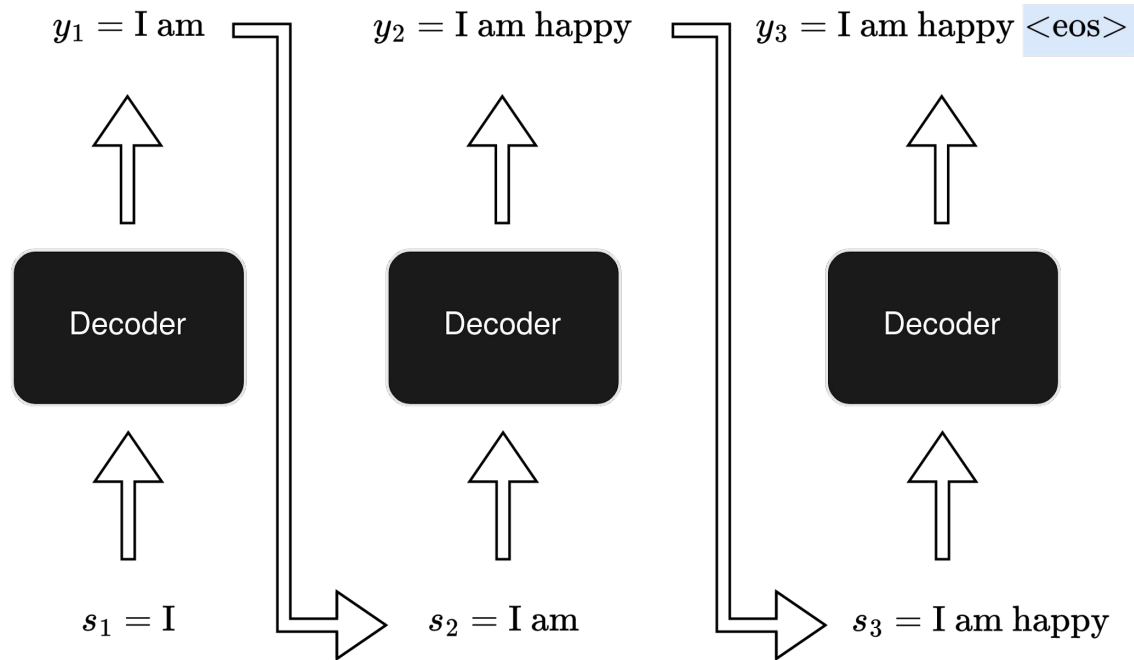 y₁ = I am
y₂ = I am happy
y₃ = I am happy <eos>
Decoder
Decoder
Decoder
s₁ = I
s₂ = I am
s₃ = I am happy